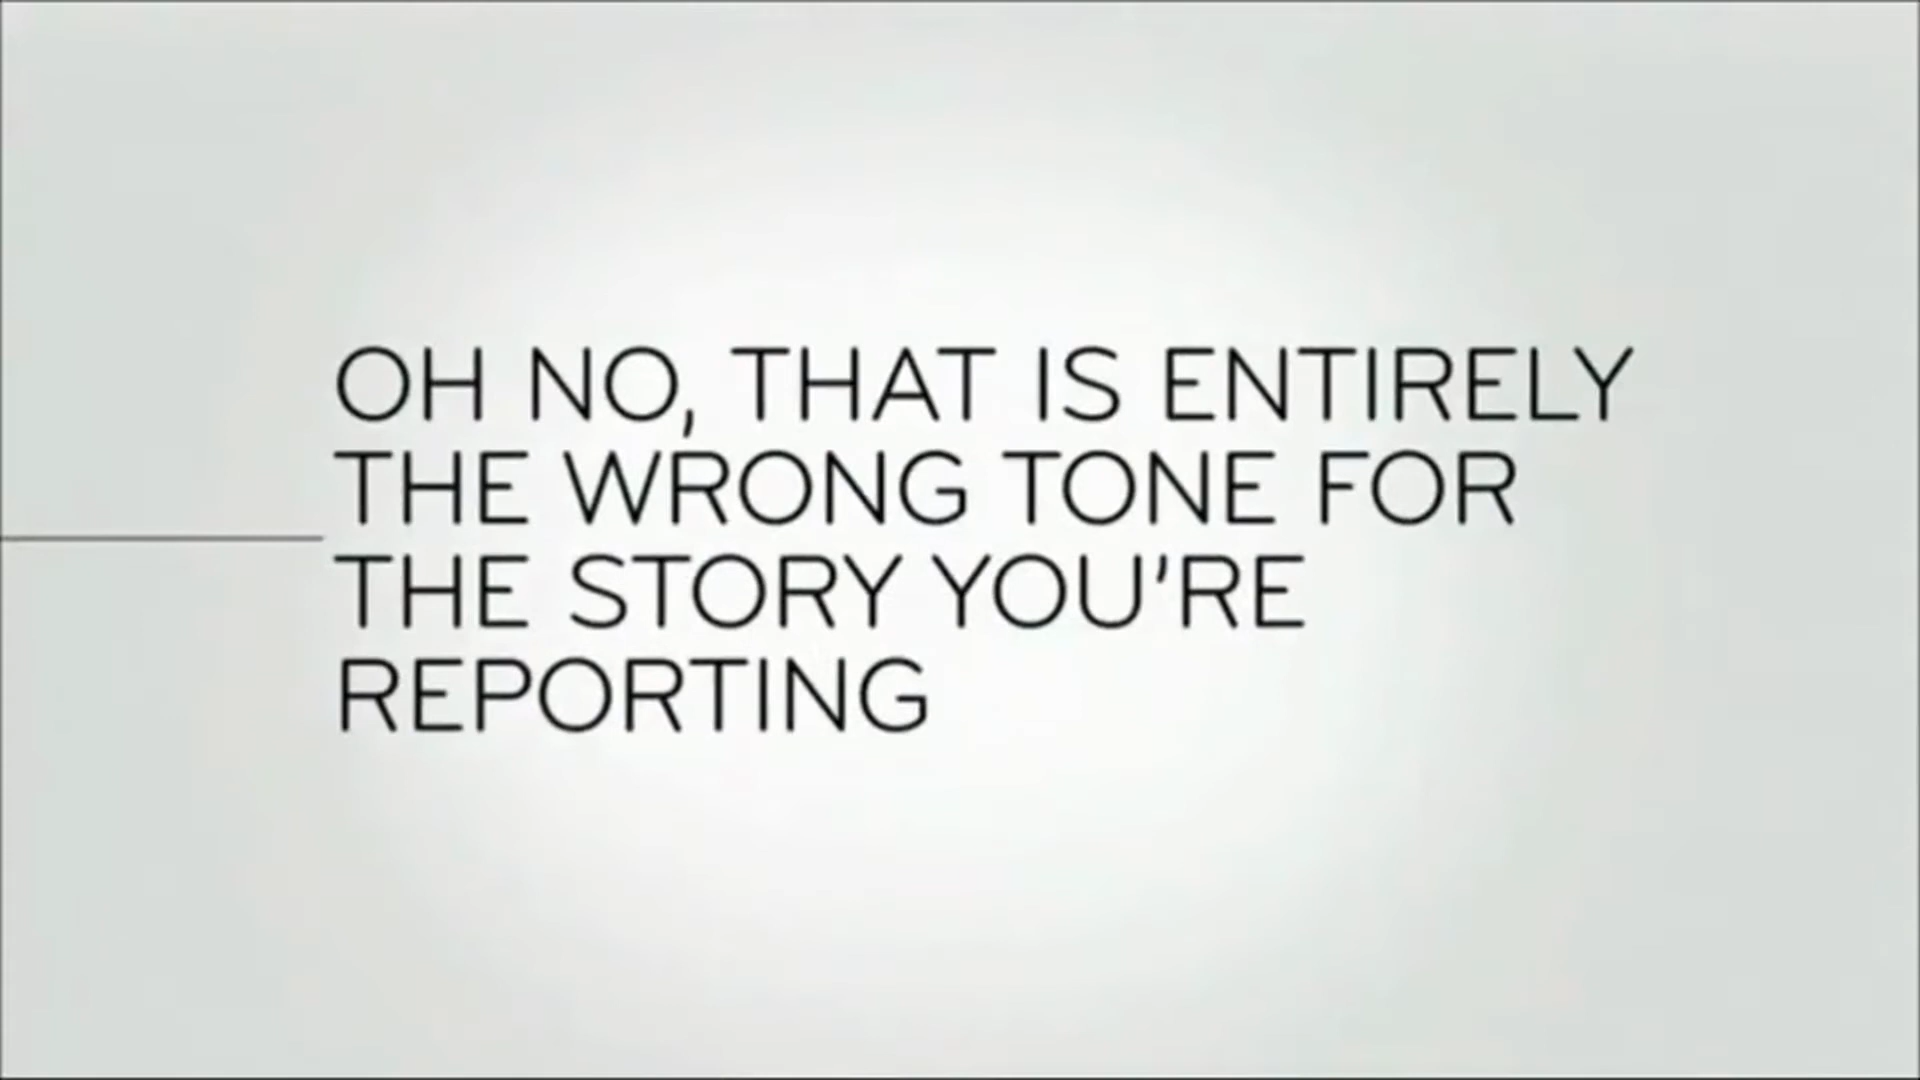 OH NO, THAT IS ENTIRELY
THE WRONG TONE FOR
THE STORY YOU'RE
REPORTING